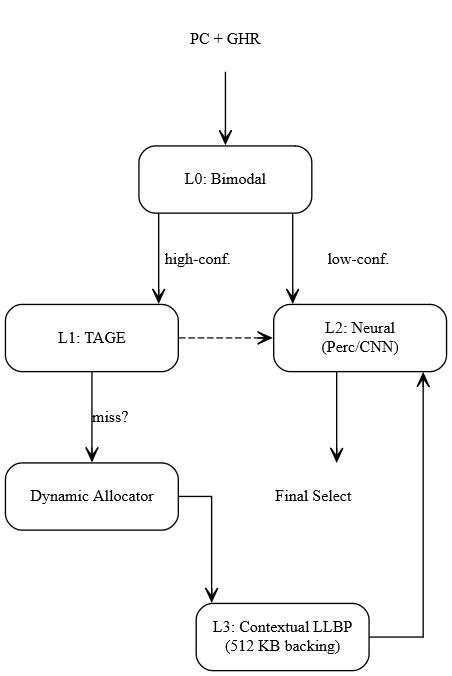 PC + GHR
L0: Bimodal
high-conf.
low-conf.
L1: TAGE
L2: Neural
(Perc/CNN)
miss?
Dynamic Allocator
Final Select
L3: Contextual LLBP
(512 KB backing)